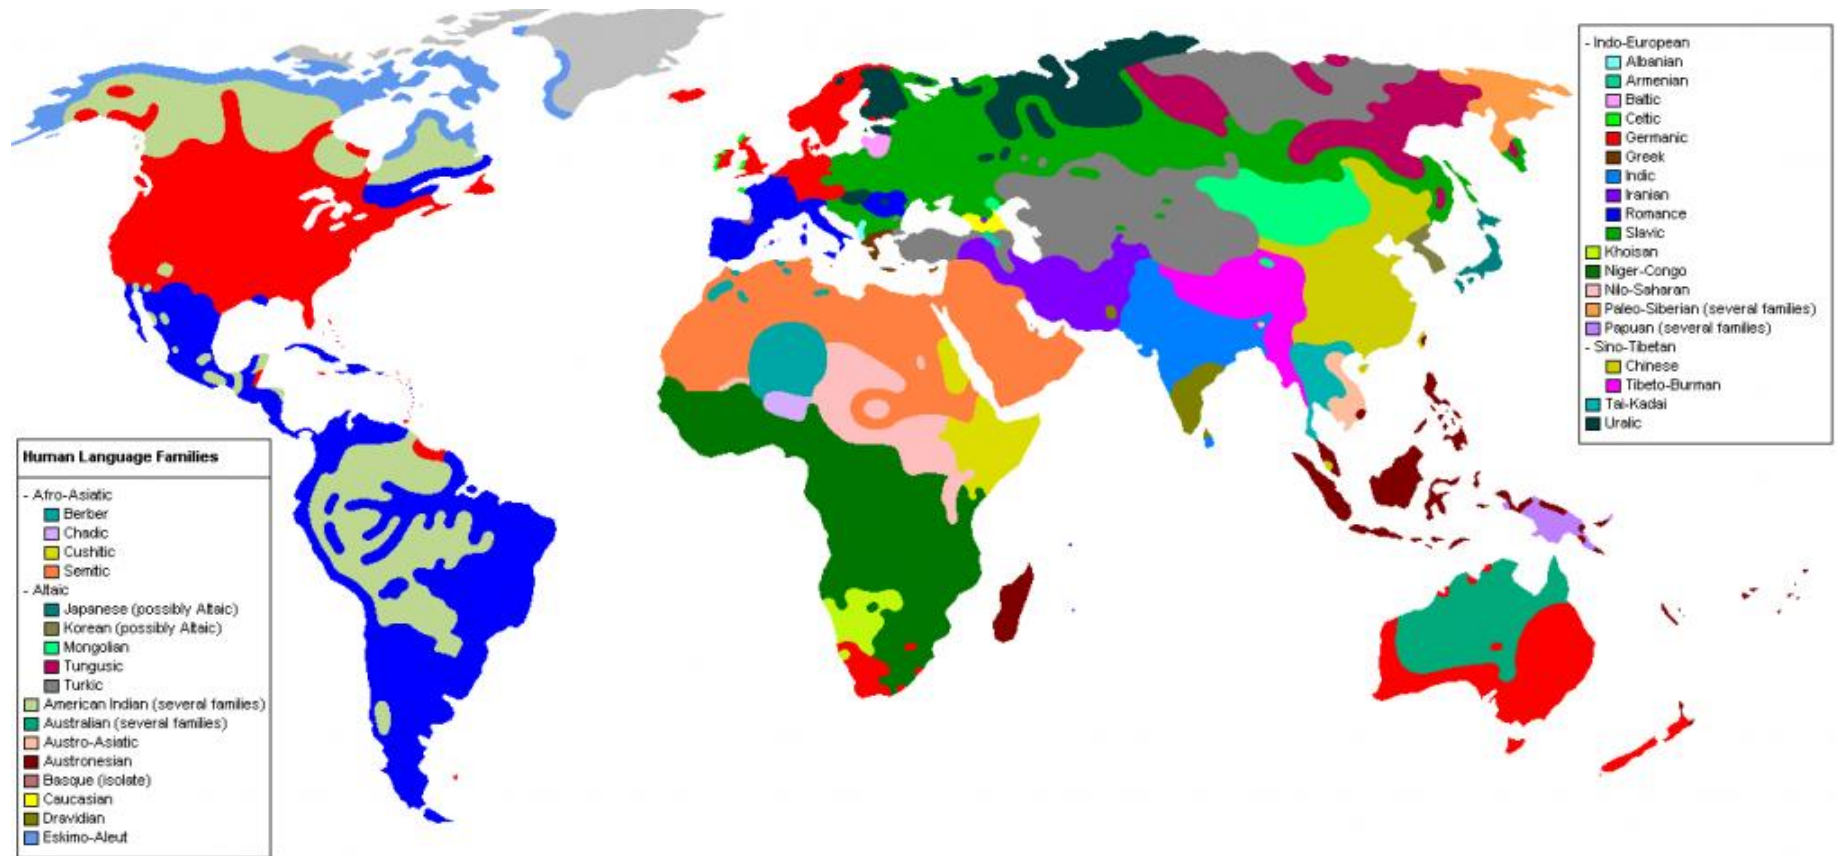 Human Language Families
- Afro-Asiatic
Berber
Chadic
Cushitic
Semitic
- Altaic
Japanese (possibly Altaic)
Korean (possibly Altaic)
Mongolian
Tungusic
Turkic
American Indian (several families)
Australian (several families)
Austro-Asiatic
Austronesian
Basque (isolate)
Caucasian
Dravidian
Eskimo-Aleut
- Indo-European
Albanian
Armenian
Baltic
Celtic
Germanic
Greek
Indic
Iranian
Romance
Slavic
Khoisan
Niger-Congo
Nilo-Saharan
Paleo-Siberian (several families)
Papuan (several families)
- Sino-Tibetan
Chinese
Tibeto-Burman
Tai-Kadai
Uralic